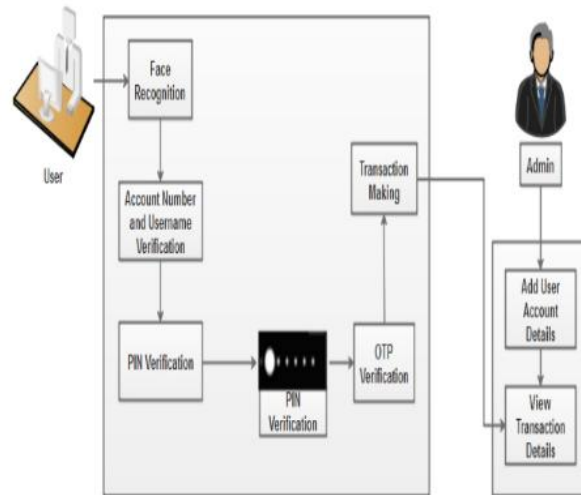 User
Face
Recognition
Account Number
and Username
Verification
PIN Verification
PIN
Verification
OTP
Verification
Transaction
Making
Admin
Add User
Account
Details
View
Transaction
Details